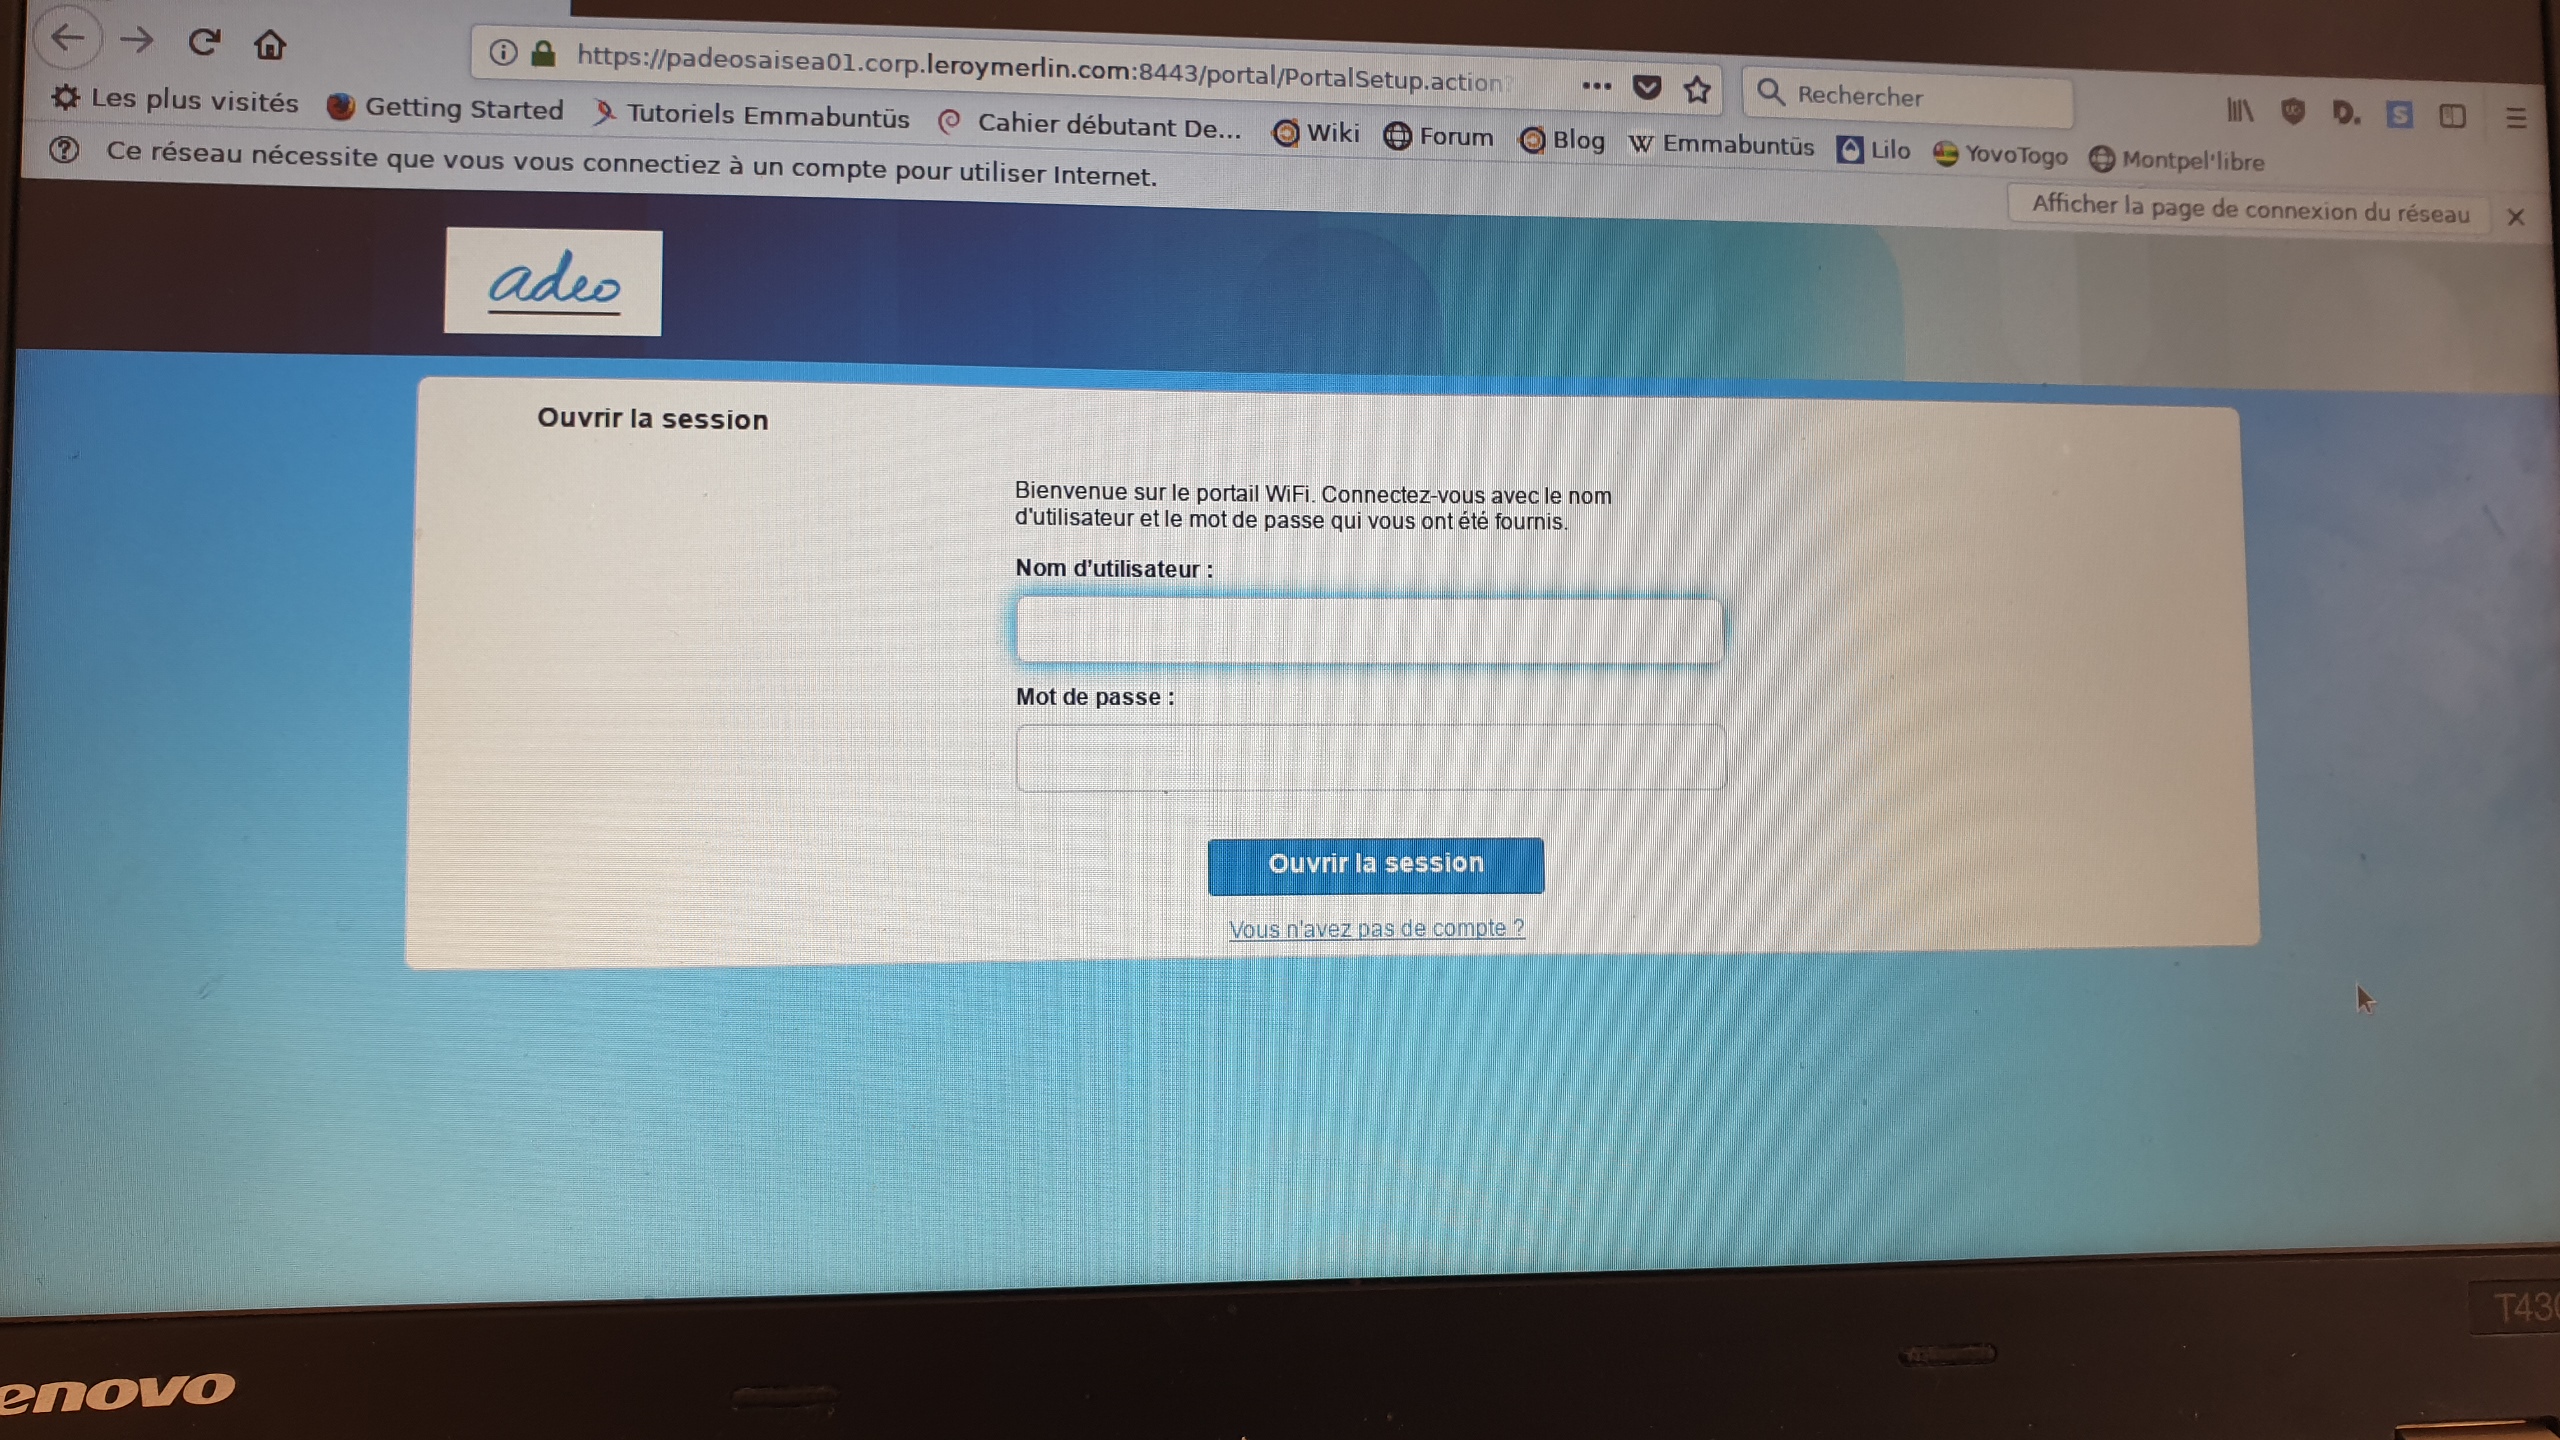 https://padeosaisea01.corp.leroymerlin.com:8443/portal/PortalSetup.action?
Rechercher
Les plus visités
Getting Started
Tutoriels Emmabuntüs
Cahier débutant De...
Wiki
Forum
Blog
W Emmabuntüs
Lilo
YovoTogo
Montpel'libre
D.
S
Ce réseau nécessite que vous vous connectiez à un compte pour utiliser Internet.
Afficher la page de connexion du réseau
adeo
Ouvrir la session
Bienvenue sur le portail WiFi. Connectez-vous avec le nom
d'utilisateur et le mot de passe qui vous ont été fournis.
Nom d'utilisateur :
Mot de passe :
Ouvrir la session
Vous n'avez pas de compte ?
T430
enovo